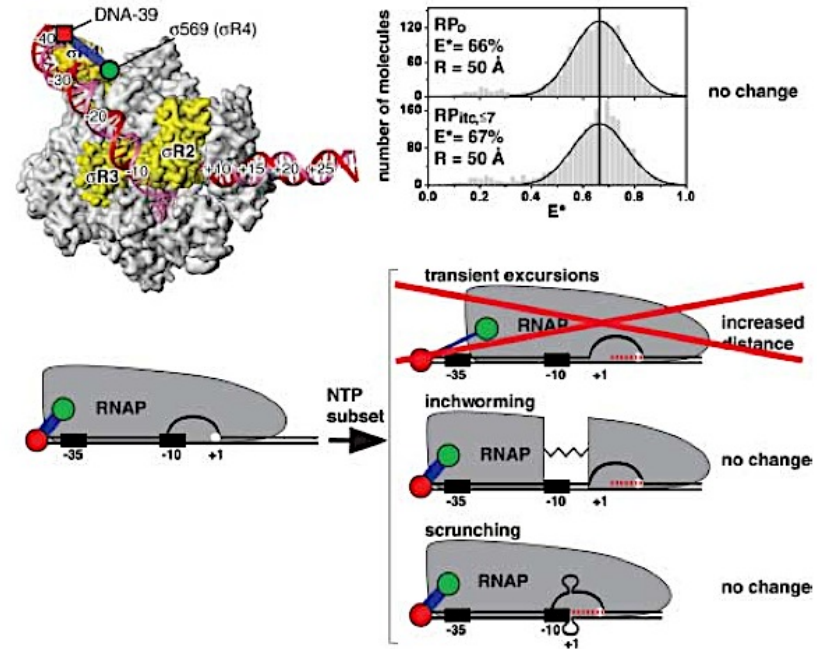 DNA-39
σ569 (σR4)
-40
-30
-20
σR2
σR3
-10
+10 +15 +20 +25
number of molecules
120
60
0
RPo
E*= 66%
R = 50 Å
160
80
0
RPitc,≤7
E*= 67%
R = 50 Å
no change
0.0 0.2 0.4 0.6 0.8 1.0
E*
RNAP
-35 -10 +1
NTP
subset
transient excursions
RNAP
increased
distance
-35 -10 +1
inchworming
RNAP
no change
-35 -10 +1
scrunching
RNAP
no change
-35 -10
+1